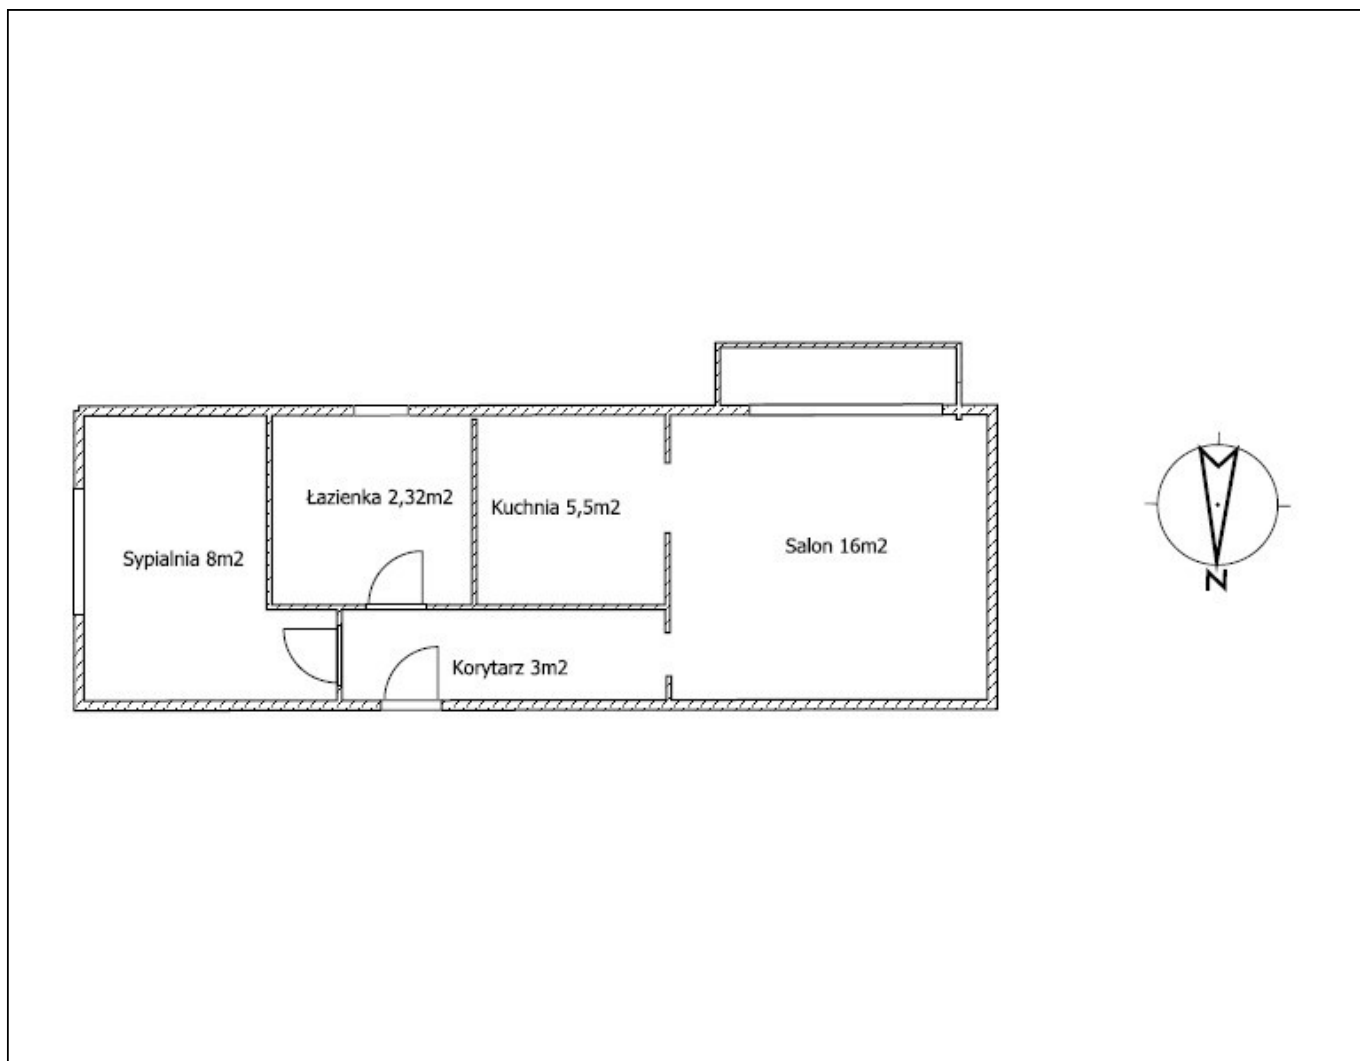 Łazienka 2,32m2
Kuchnia 5,5m2
Sypialnia 8m2
Salon 16m2
N
Korytarz 3m2